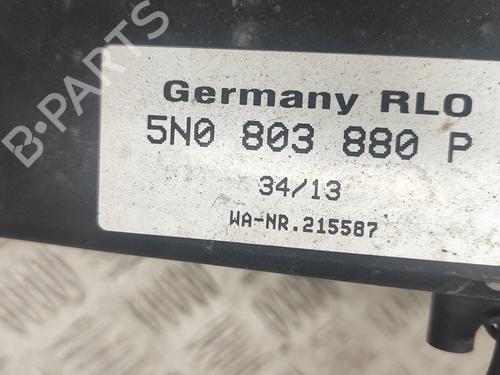 B-PARTS
Germany RLO
5N0 803 880 P
34/13
WA-NR.215587